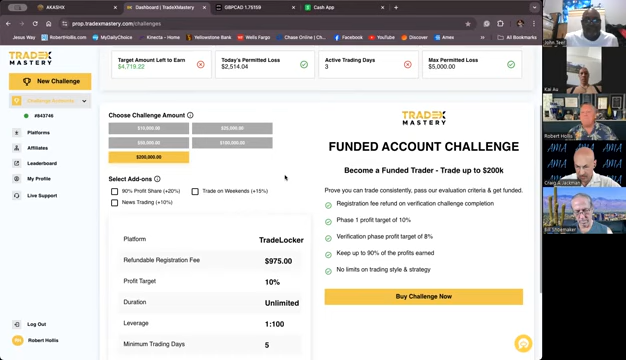 AKASHX
Dashboard | TradeXMastery
GBPCAD 1.75159
Cash App
prop.tradexmastery.com/challenges
Jesus Way
RobertHollis.com
MyDailyChoice
Kinecta - Home
Yellowstone Bank
Wells Fargo
Chase Online | Ch...
Facebook
YouTube
Proton
Amex
All Bookmarks
TRADEX
MASTERY
New Challenge
Challenge Accounts
#843746
Platforms
Affiliates
Leaderboard
My Profile
Live Support
Log Out
Robert Hollis
Target Amount Left to Earn
$4,719.22
Today's Permitted Loss
$2,514.04
Active Trading Days
3
Max Permitted Loss
$5,000.00
Choose Challenge Amount
$10,000.00
$25,000.00
$50,000.00
$100,000.00
$200,000.00
Select Add-ons
90% Profit Share (+20%)
Trade on Weekends (+15%)
News Trading (+10%)
Platform
TradeLocker
Refundable Registration Fee
$975.00
Profit Target
10%
Duration
Unlimited
Leverage
1:100
Minimum Trading Days
5
TRADEX
MASTERY
FUNDED ACCOUNT CHALLENGE
Become a Funded Trader - Trade up to $200k
Prove you can trade consistently, pass our evaluation criteria & get funded.
Registration fee refund on verification challenge completion
Phase 1 profit target of 10%
Verification phase profit target of 8%
Keep up to 90% of the profits earned
No limits on trading style & strategy
Buy Challenge Now
Kai Au
Robert Hollis
Craig A Jackman
Bill Shoemaker